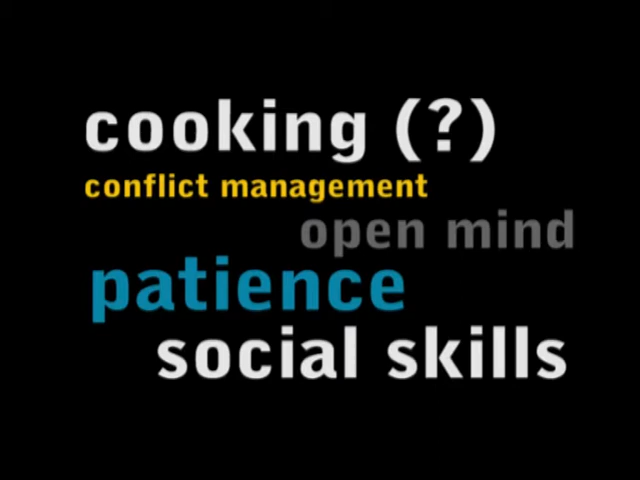 cooking (?)
conflict management
open mind
patience
social skills